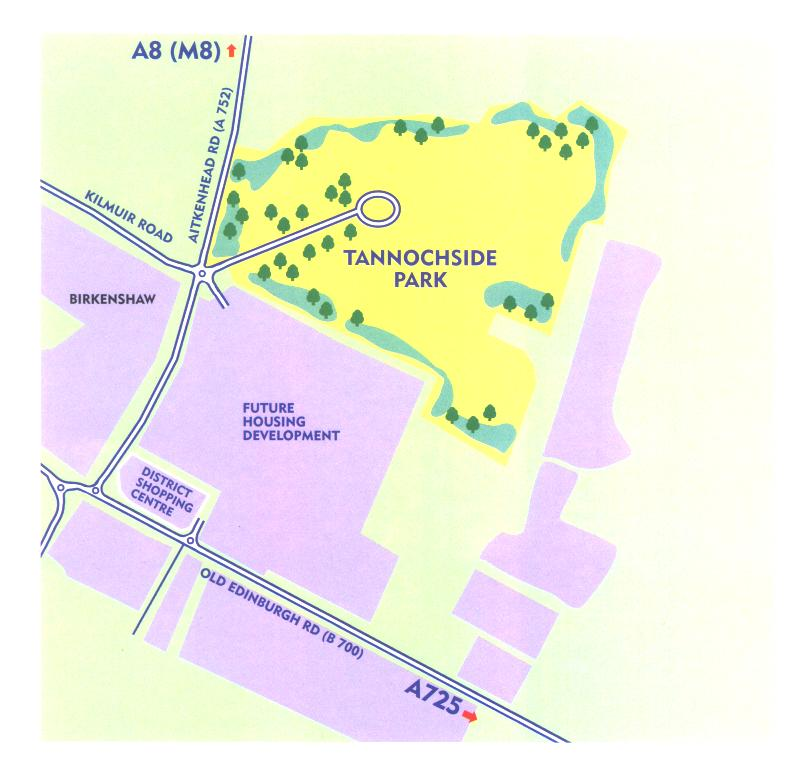 A8 (M8)
AITKENHEAD RD (A 752)
KILMUIR ROAD
TANNOCHSIDE
PARK
BIRKENSHAW
FUTURE
HOUSING
DEVELOPMENT
DISTRICT
SHOPPING
CENTRE
OLD EDINBURGH RD (B 700)
A725